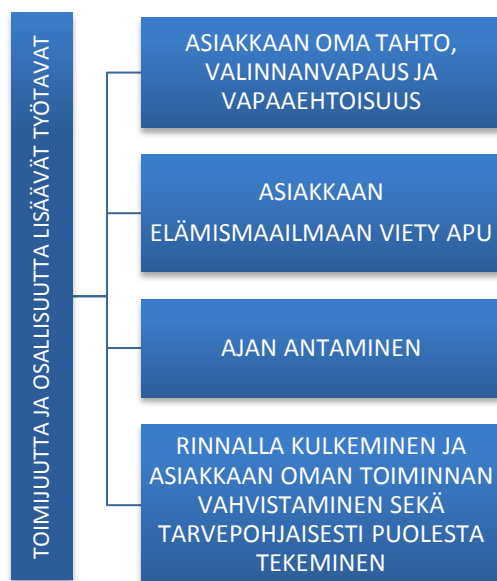 TOIMIJUUTTA JA OSALLISUUTTA LISÄÄVÄT TYÖTAVAT
ASIAKKAAN OMA TAHTO,
VALINNANVAPAUS JA
VAPAAEHTOISUUS
ASIAKKAAN
ELÄMISMAAILMAAN VIETY APU
AJAN ANTAMINEN
RINNALLA KULKEMINEN JA
ASIAKKAAN OMAN TOIMINNAN
VAHVISTAMINEN SEKÄ
TARVEPOHJAISESTI PUOLESTA
TEKEMINEN